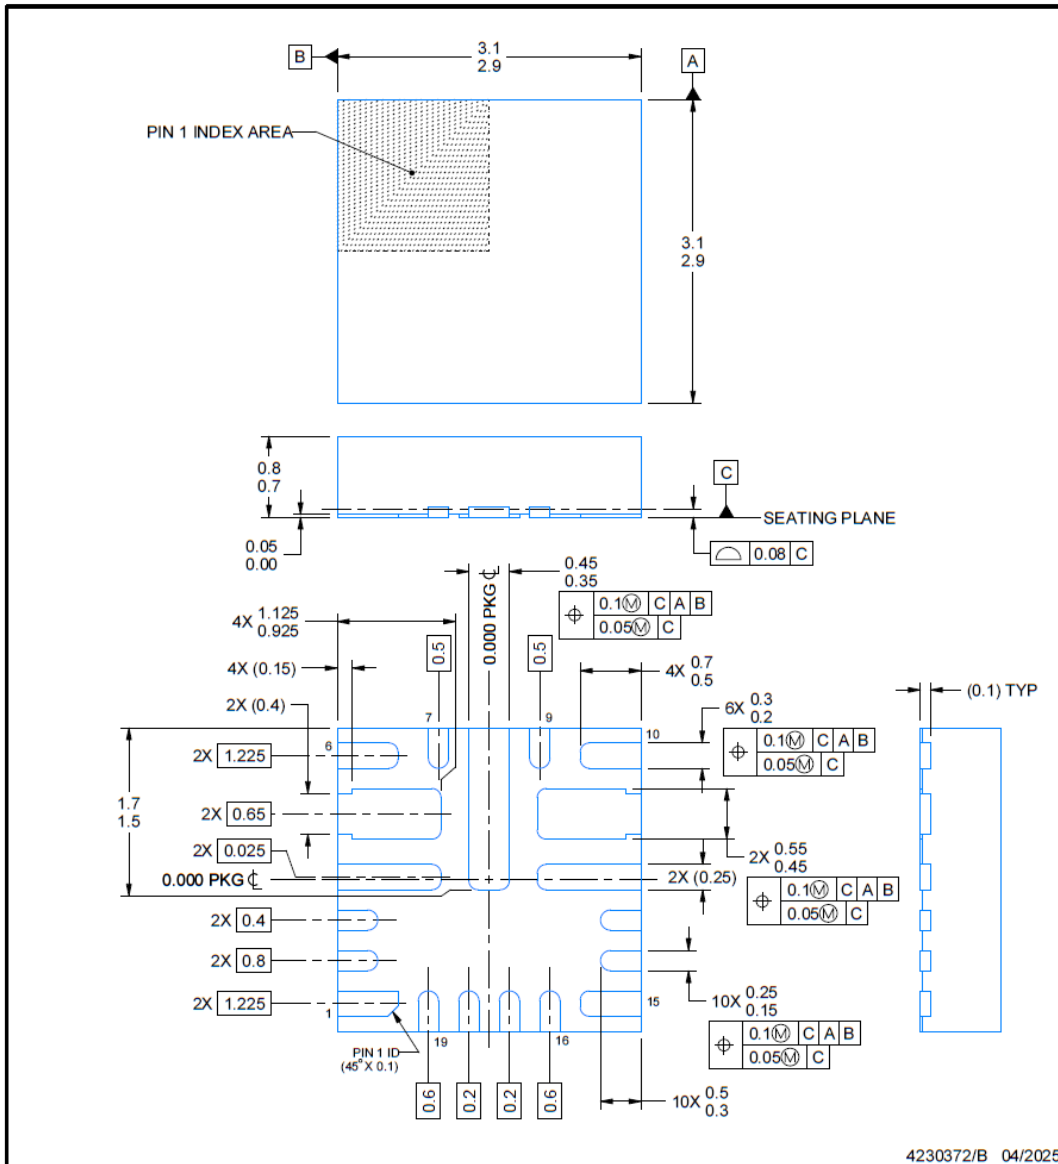 B
3.1
2.9
A
PIN 1 INDEX AREA
3.1
2.9
0.8
0.7
C
SEATING PLANE
0.05
0.00
0.08 C
0.45
0.35
0.1Ⓜ C A B
0.05Ⓜ C
0.000 PKG ℄
4X 1.125
0.925
0.5
0.5
4X (0.15)
4X 0.7
0.5
(0.1) TYP
2X (0.4)
6X 0.3
0.2
0.1Ⓜ C A B
0.05Ⓜ C
7
9
6
10
2X 1.225
1.7
1.5
2X 0.65
2X 0.55
0.45
0.1Ⓜ C A B
0.05Ⓜ C
2X 0.025
0.000 PKG ℄
2X (0.25)
2X 0.4
2X 0.8
2X 1.225
1
15
10X 0.25
0.15
0.1Ⓜ C A B
0.05Ⓜ C
19
16
PIN 1 ID
(45° X 0.1)
0.6
0.2
0.2
0.6
10X 0.5
0.3
4230372/B 04/2025